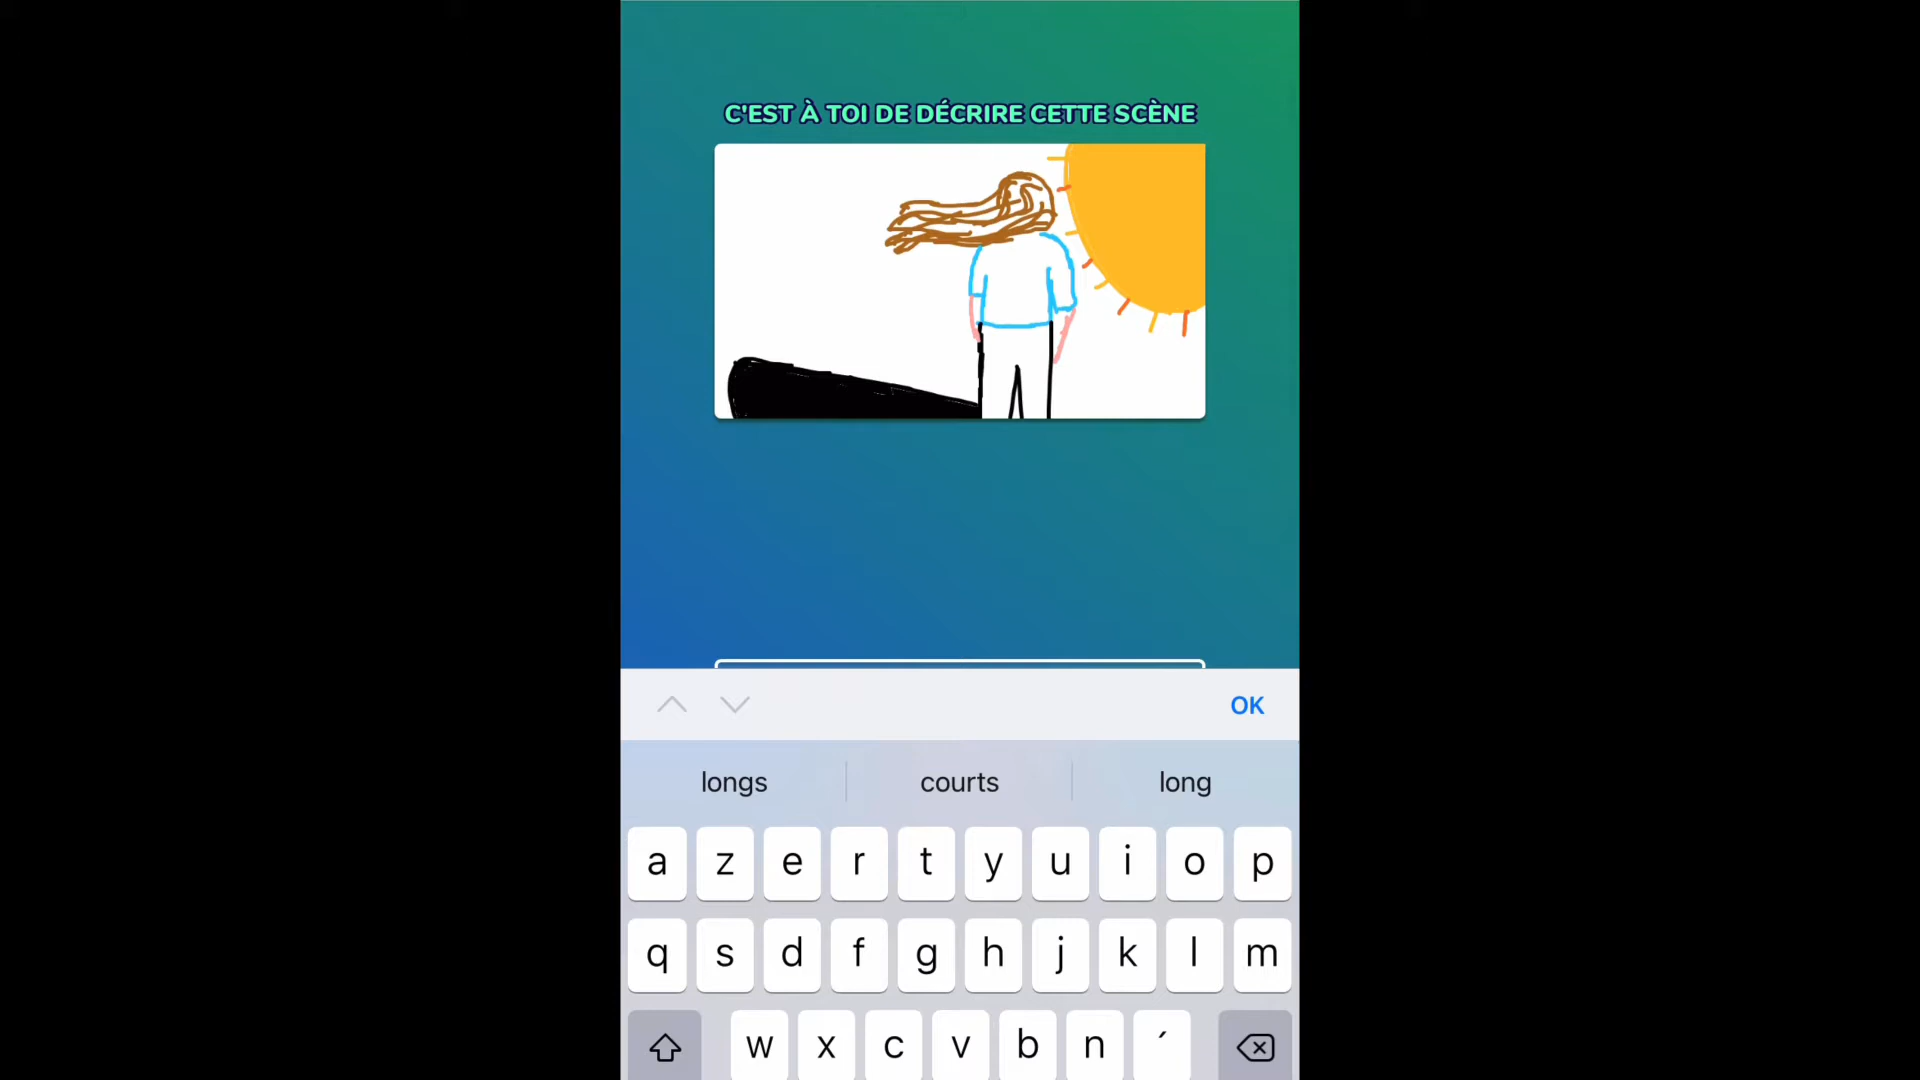 C'EST À TOI DE DÉCRIRE CETTE SCÈNE
OK
longs courts long
a z e r t y u i o p
q s d f g h j k l m
w x c v b n ´